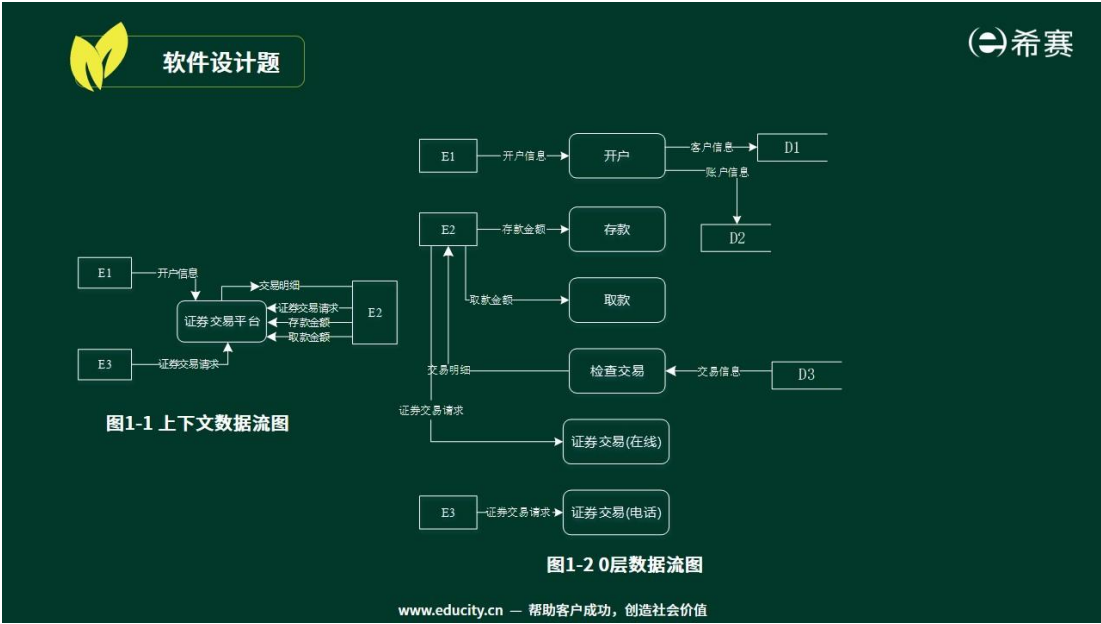 软件设计题
希赛
E1
开户信息
开户
客户信息
D1
账户信息
D2
E2
存款金额
存款
取款金额
取款
交易明细
检查交易
交易信息
D3
证券交易请求
证券交易(在线)
E3
证券交易请求
证券交易(电话)
图1-2 0层数据流图
E1
开户信息
交易明细
证券交易平台
证券交易请求
存款金额
取款金额
E2
E3
证券交易请求
图1-1 上下文数据流图
www.educity.cn — 帮助客户成功，创造社会价值